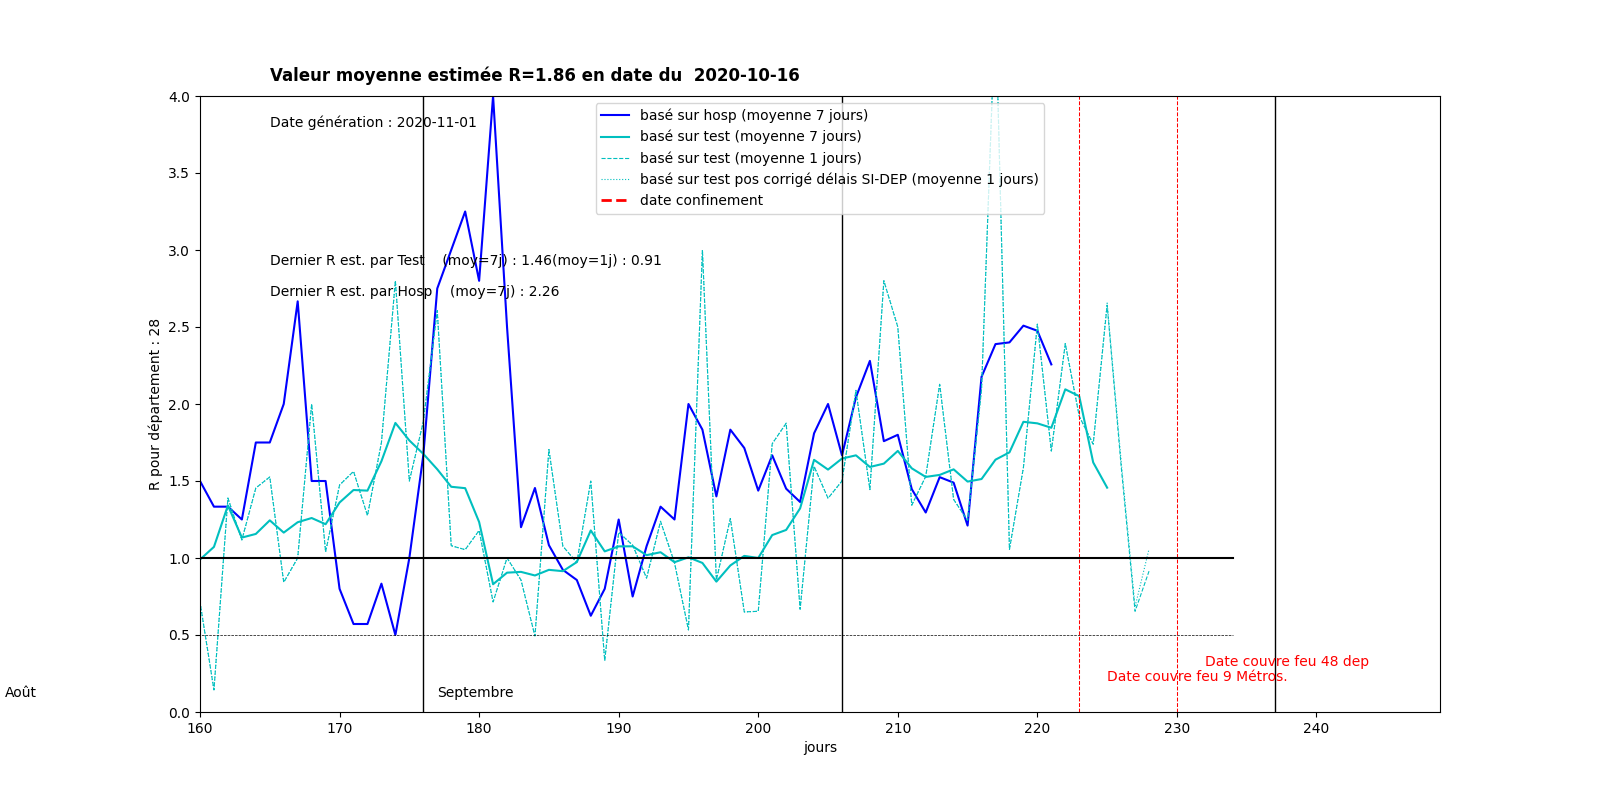 Valeur moyenne estimée R=1.86 en date du  2020-10-16
4.0
Date génération : 2020-11-01
basé sur hosp (moyenne 7 jours)
basé sur test (moyenne 7 jours)
basé sur test (moyenne 1 jours)
basé sur test pos corrigé délais SI-DEP (moyenne 1 jours)
date confinement
3.5
3.0
Dernier R est. par Test    (moy=7j) : 1.46(moy=1j) : 0.91
Dernier R est. par Hosp    (moy=7j) : 2.26
2.5
2.0
1.5
1.0
0.5
0.0
R pour département : 28
Date couvre feu 48 dep
Date couvre feu 9 Métros.
Août
Septembre
160 170 180 190 200 210 220 230 240
jours